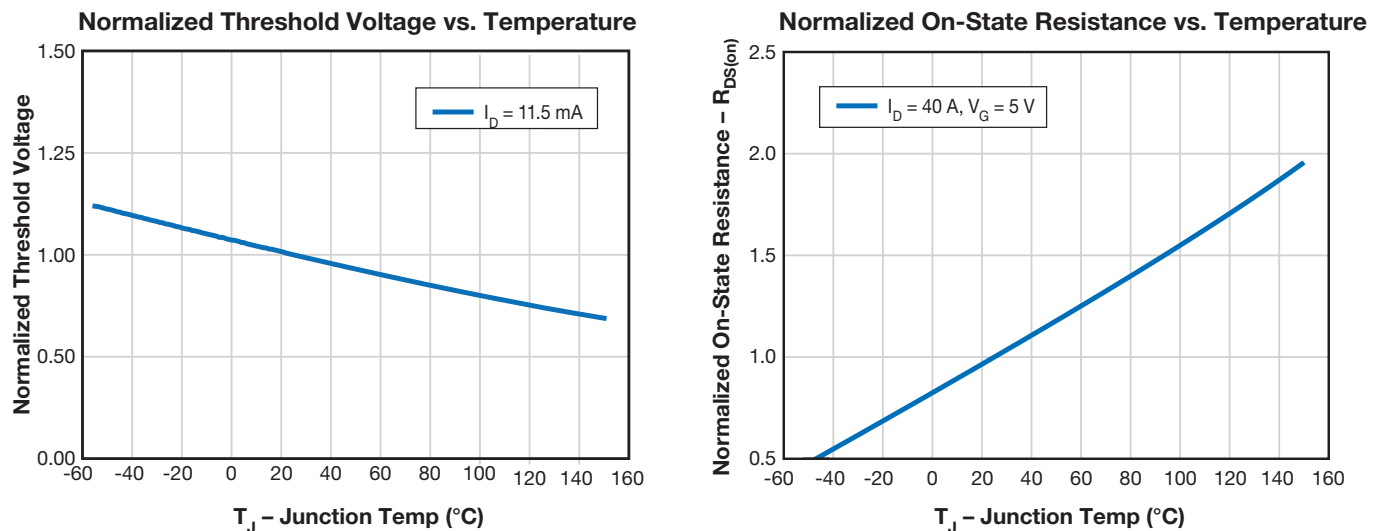 Normalized Threshold Voltage vs. Temperature
Normalized Threshold Voltage
1.50
1.25
1.00
0.50
0.00
I_D = 11.5 mA
-60 -40 -20 0 20 40 60 80 100 120 140 160
T_J – Junction Temp (°C)
Normalized On-State Resistance vs. Temperature
Normalized On-State Resistance – R_DS(on)
2.5
2.0
1.5
1.0
0.5
I_D = 40 A, V_G = 5 V
-60 -40 -20 0 20 40 60 80 100 120 140 160
T_J – Junction Temp (°C)